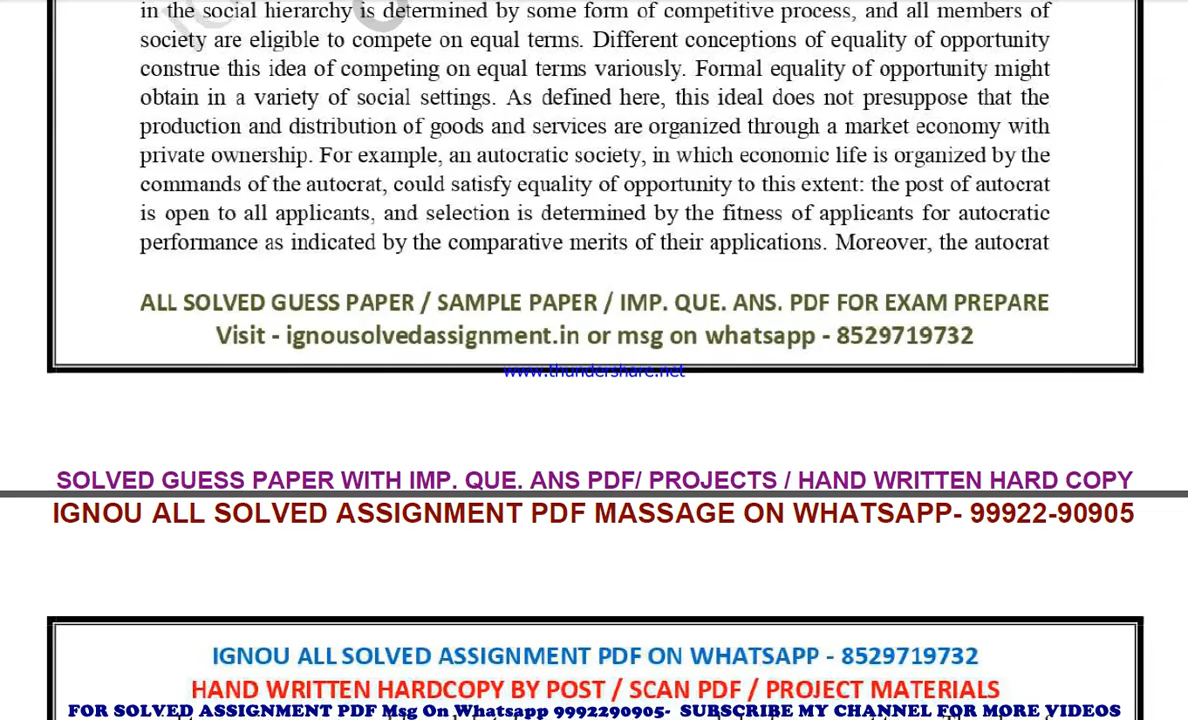 in the social hierarchy is determined by some form of competitive process, and all members of
society are eligible to compete on equal terms. Different conceptions of equality of opportunity
construe this idea of competing on equal terms variously. Formal equality of opportunity might
obtain in a variety of social settings. As defined here, this ideal does not presuppose that the
production and distribution of goods and services are organized through a market economy with
private ownership. For example, an autocratic society, in which economic life is organized by the
commands of the autocrat, could satisfy equality of opportunity to this extent: the post of autocrat
is open to all applicants, and selection is determined by the fitness of applicants for autocratic
performance as indicated by the comparative merits of their applications. Moreover, the autocrat
ALL SOLVED GUESS PAPER / SAMPLE PAPER / IMP. QUE. ANS. PDF FOR EXAM PREPARE
Visit - ignousolvedassignment.in or msg on whatsapp - 8529719732
www.thundershare.net
SOLVED GUESS PAPER WITH IMP. QUE. ANS PDF/ PROJECTS / HAND WRITTEN HARD COPY
IGNOU ALL SOLVED ASSIGNMENT PDF MASSAGE ON WHATSAPP- 99922-90905
IGNOU ALL SOLVED ASSIGNMENT PDF ON WHATSAPP - 8529719732
HAND WRITTEN HARDCOPY BY POST / SCAN PDF / PROJECT MATERIALS
FOR SOLVED ASSIGNMENT PDF Msg On Whatsapp 9992290905- SUBSCRIBE MY CHANNEL FOR MORE VIDEOS